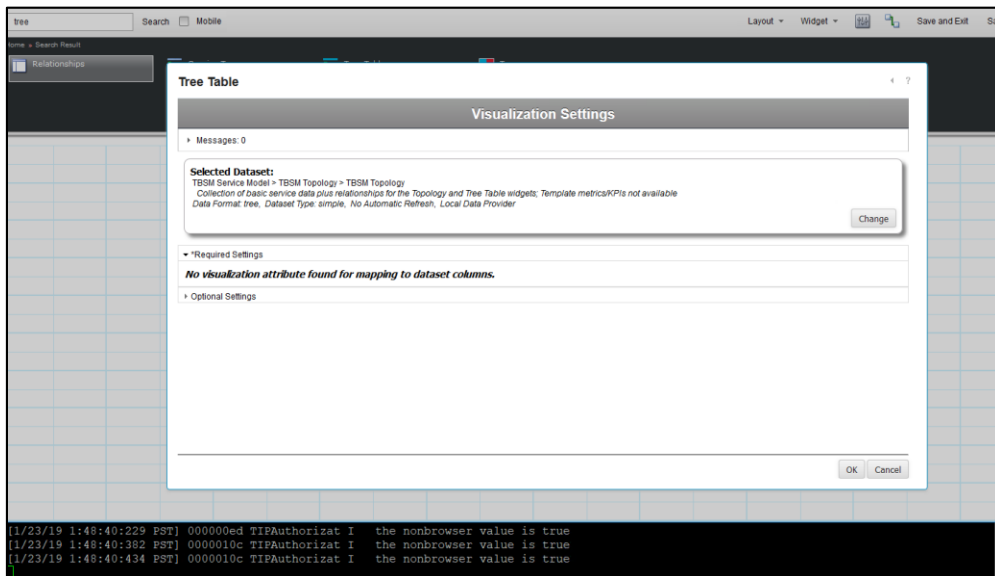 tree Search Mobile Layout Widget Save and Exit
Home » Search Result
Relationships
Tree Table ?
Visualization Settings
Messages: 0
Selected Dataset:
TBSM Service Model > TBSM Topology > TBSM Topology
Collection of basic service data plus relationships for the Topology and Tree Table widgets; Template metrics/KPIs not available
Data Format: tree, Dataset Type: simple, No Automatic Refresh, Local Data Provider
Change
*Required Settings
No visualization attribute found for mapping to dataset columns.
Optional Settings
OK Cancel
[1/23/19 1:48:40:229 PST] 000000ed TIPAuthorizat I the nonbrowser value is true
[1/23/19 1:48:40:382 PST] 0000010c TIPAuthorizat I the nonbrowser value is true
[1/23/19 1:48:40:434 PST] 0000010c TIPAuthorizat I the nonbrowser value is true